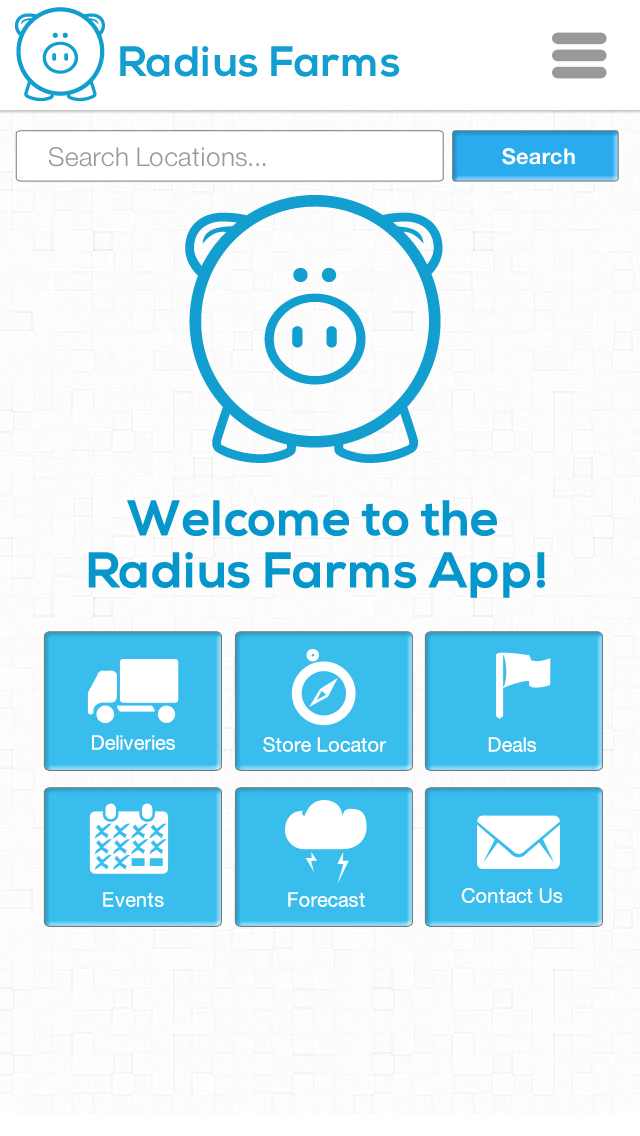 Radius Farms
Search Locations...
Search
Welcome to the
Radius Farms App!
Deliveries
Store Locator
Deals
Events
Forecast
Contact Us